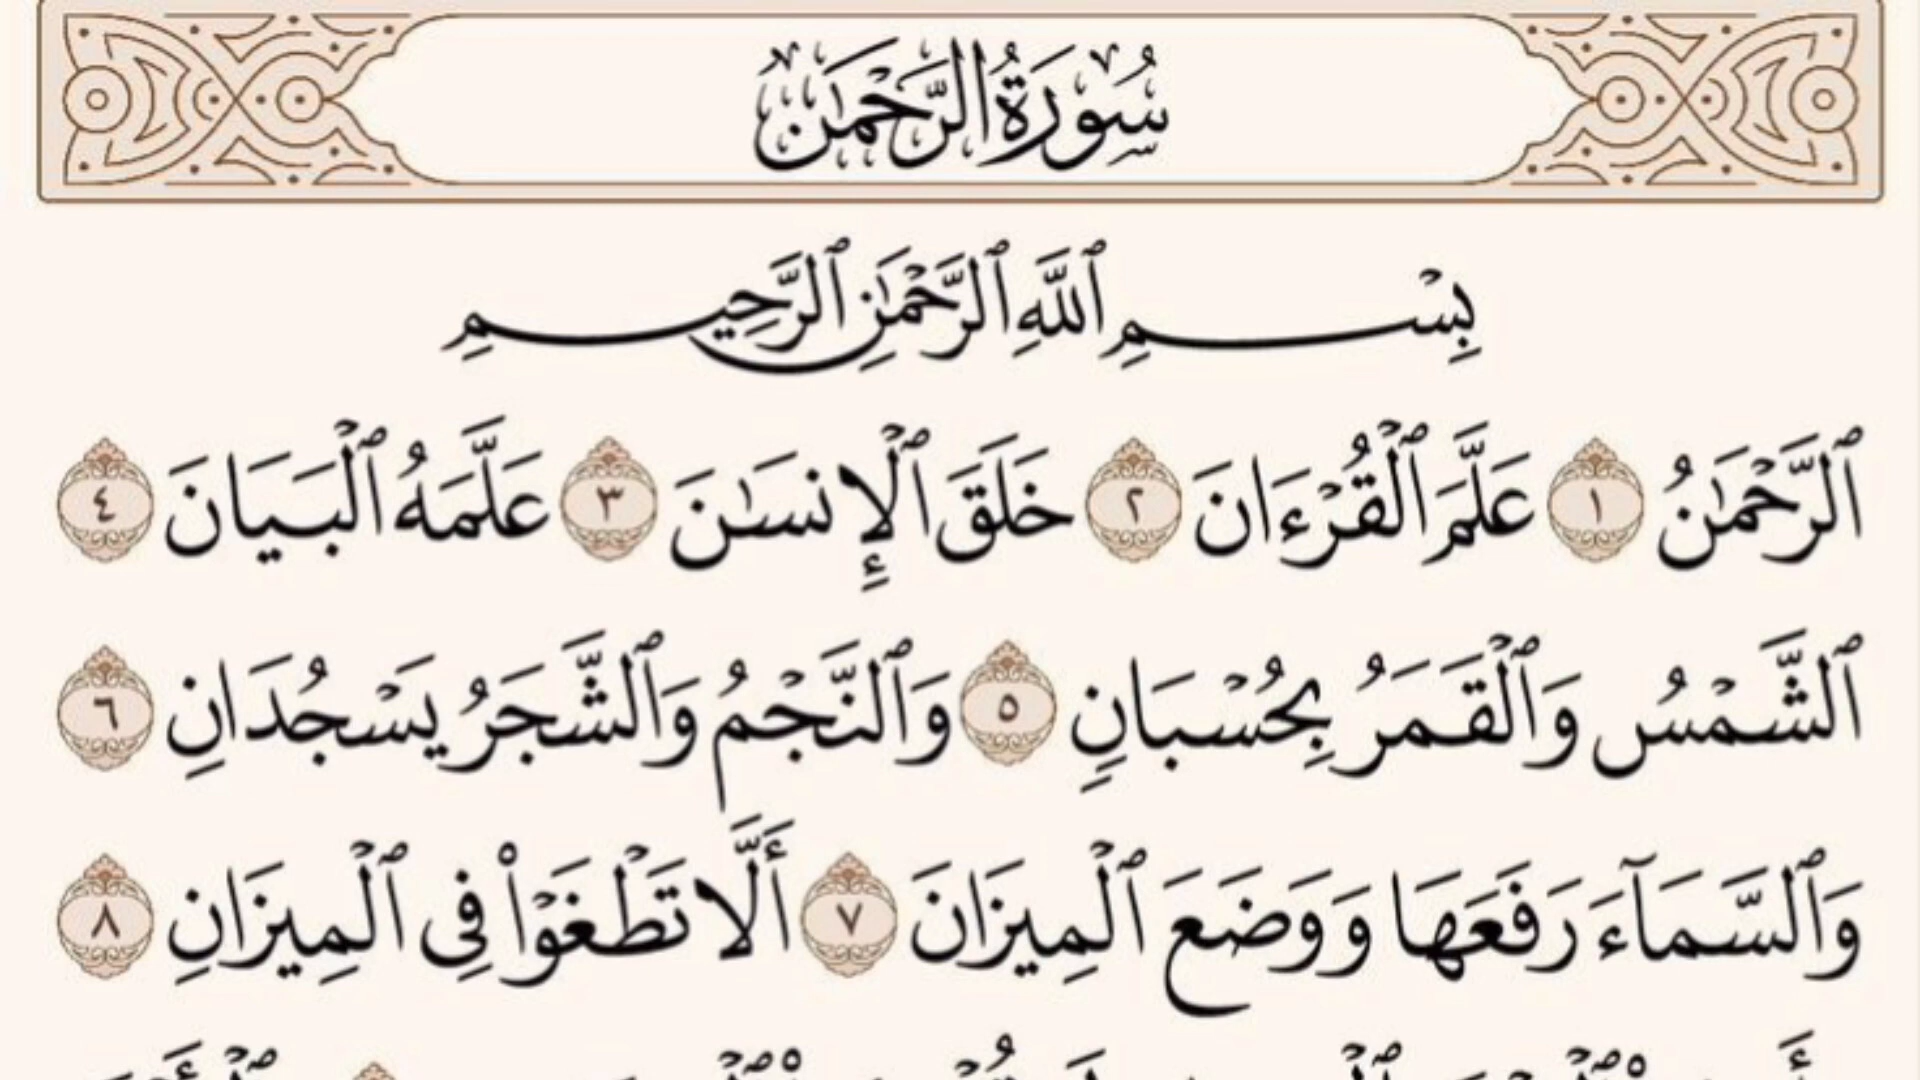 سُورَةُ الرَّحْمَٰن
بِسْمِ ٱللَّهِ ٱلرَّحْمَٰنِ ٱلرَّحِيمِ
ٱلرَّحْمَٰنُ ١ عَلَّمَ ٱلْقُرْءَانَ ٢ خَلَقَ ٱلْإِنسَٰنَ ٣ عَلَّمَهُ ٱلْبَيَانَ ٤
ٱلشَّمْسُ وَٱلْقَمَرُ بِحُسْبَانٍ ٥ وَٱلنَّجْمُ وَٱلشَّجَرُ يَسْجُدَانِ ٦
وَٱلسَّمَآءَ رَفَعَهَا وَوَضَعَ ٱلْمِيزَانَ ٧ أَلَّا تَطْغَوْا۟ فِى ٱلْمِيزَانِ ٨